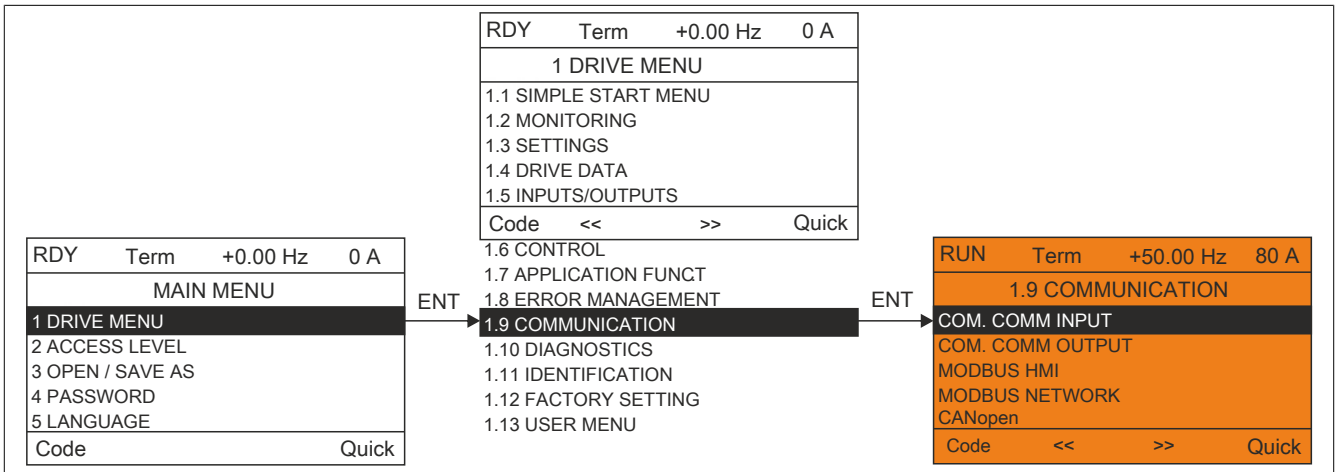 RDY Term +0.00 Hz 0 A
1 DRIVE MENU
1.1 SIMPLE START MENU
1.2 MONITORING
1.3 SETTINGS
1.4 DRIVE DATA
1.5 INPUTS/OUTPUTS
Code << >> Quick
1.6 CONTROL
1.7 APPLICATION FUNCT
1.8 ERROR MANAGEMENT
1.9 COMMUNICATION
1.10 DIAGNOSTICS
1.11 IDENTIFICATION
1.12 FACTORY SETTING
1.13 USER MENU
RDY Term +0.00 Hz 0 A
MAIN MENU
1 DRIVE MENU
2 ACCESS LEVEL
3 OPEN / SAVE AS
4 PASSWORD
5 LANGUAGE
Code Quick
ENT
ENT
RUN Term +50.00 Hz 80 A
1.9 COMMUNICATION
COM. COMM INPUT
COM. COMM OUTPUT
MODBUS HMI
MODBUS NETWORK
CANopen
Code << >> Quick